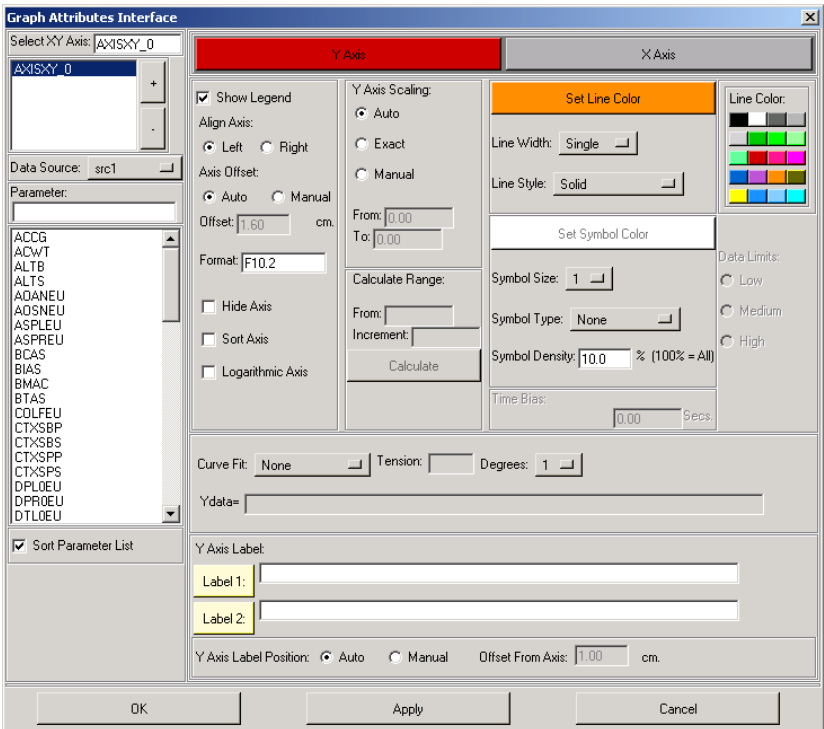 Graph Attributes Interface
Select XY Axis: AXISXY_0
AXISXY_0
+
-
Data Source: src1
Parameter:
ACCG
ACWT
ALTB
ALTS
AOANEU
AOSNEU
ASPLEU
ASPREU
BCAS
BIAS
BMAC
BTAS
COLFEU
CTXSBP
CTXSBS
CTXSPP
CTXSPS
DPL0EU
DPR0EU
DTL0EU
Sort Parameter List
Y Axis
X Axis
Show Legend
Align Axis:
Left Right
Axis Offset:
Auto Manual
Offset: 1.60 cm.
Format: F10.2
Hide Axis
Sort Axis
Logarithmic Axis
Y Axis Scaling:
Auto
Exact
Manual
From: 0.00
To: 0.00
Calculate Range:
From:
Increment:
Calculate
Set Line Color
Line Width: Single
Line Style: Solid
Line Color:
Set Symbol Color
Symbol Size: 1
Symbol Type: None
Symbol Density: 10.0 % (100% = All)
Data Limits:
Low
Medium
High
Time Bias:
0.00 Secs.
Curve Fit: None Tension: Degrees: 1
Ydata=
Y Axis Label:
Label 1:
Label 2:
Y Axis Label Position: Auto Manual Offset From Axis: 1.00 cm.
OK Apply Cancel